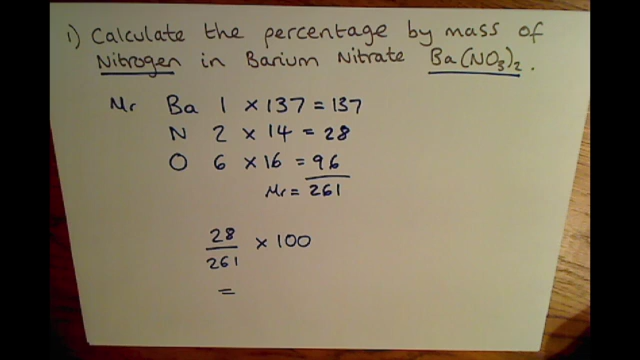 1) Calculate the percentage by mass of
Nitrogen in Barium Nitrate Ba(NO₃)₂.
Mr Ba 1 × 137 = 137
N 2 × 14 = 28
O 6 × 16 = 96
Mr = 261
28
261
× 100
=